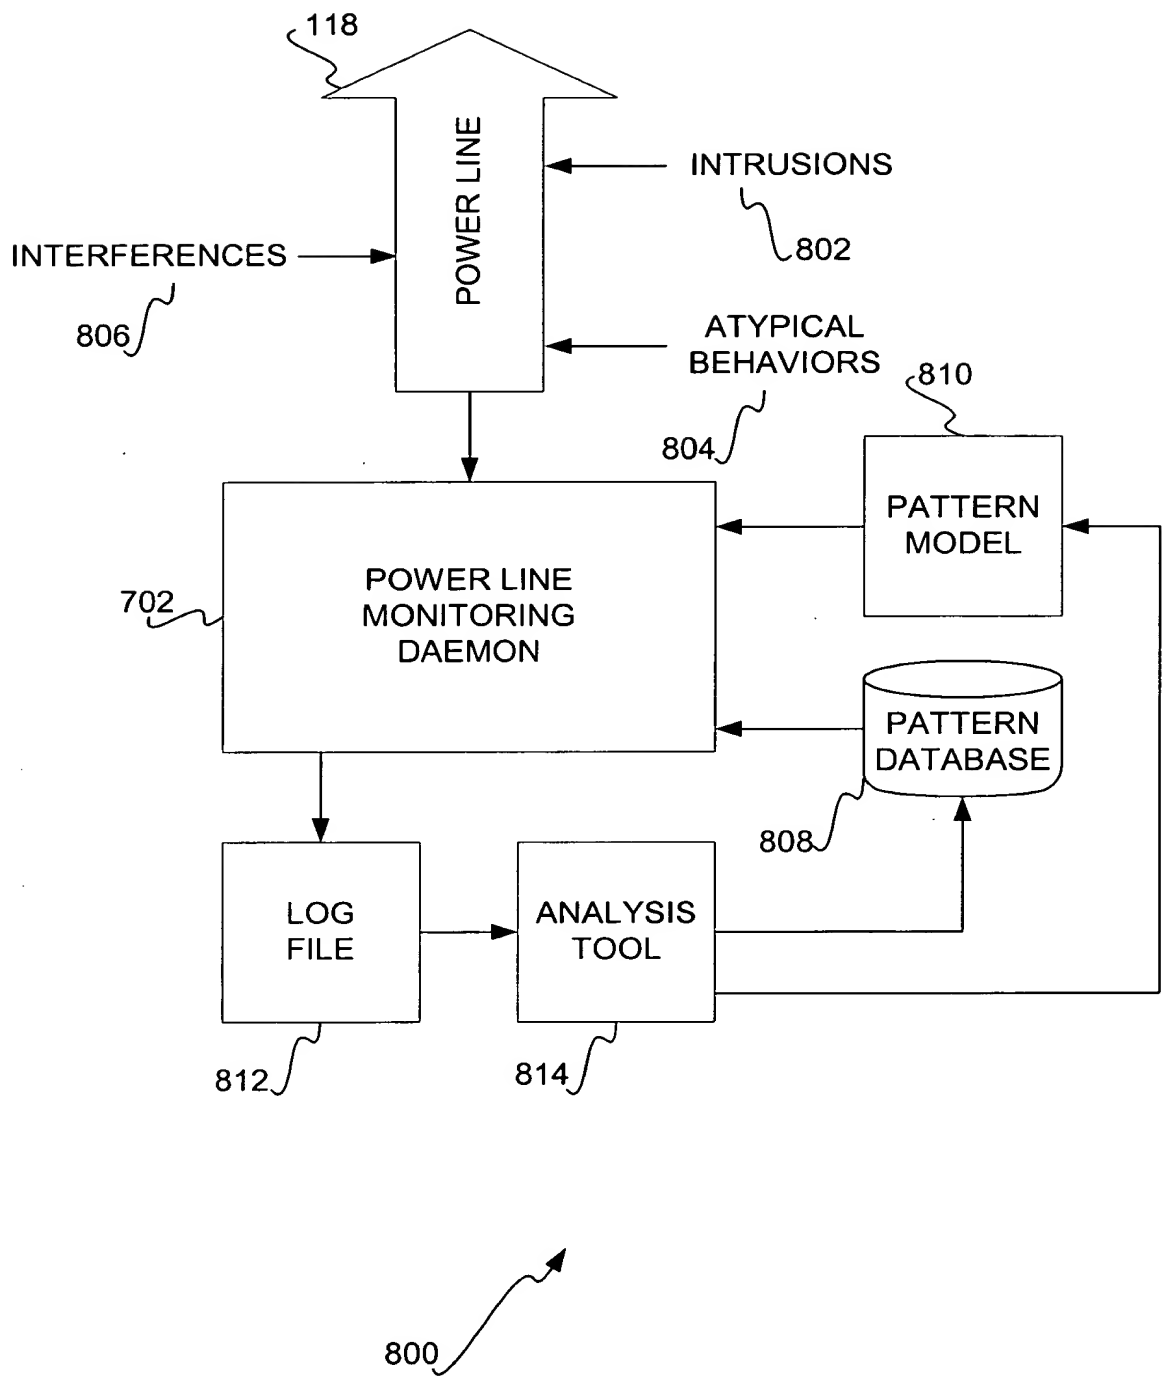 118
POWER LINE
INTRUSIONS
802
INTERFERENCES
806
ATYPICAL
BEHAVIORS
804
810
PATTERN
MODEL
702
POWER LINE
MONITORING
DAEMON
PATTERN
DATABASE
808
LOG
FILE
812
ANALYSIS
TOOL
814
800